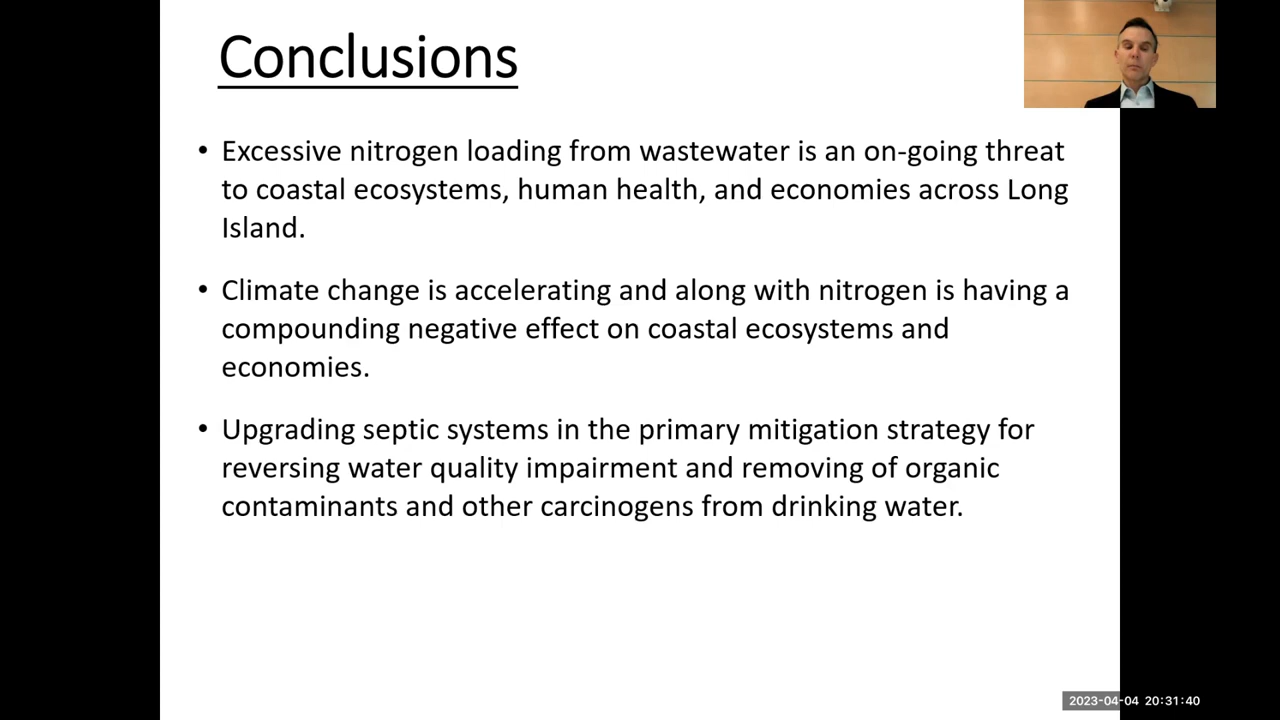 Conclusions
• Excessive nitrogen loading from wastewater is an on-going threat
to coastal ecosystems, human health, and economies across Long
Island.
• Climate change is accelerating and along with nitrogen is having a
compounding negative effect on coastal ecosystems and
economies.
• Upgrading septic systems in the primary mitigation strategy for
reversing water quality impairment and removing of organic
contaminants and other carcinogens from drinking water.
2023-04-04 20:31:40